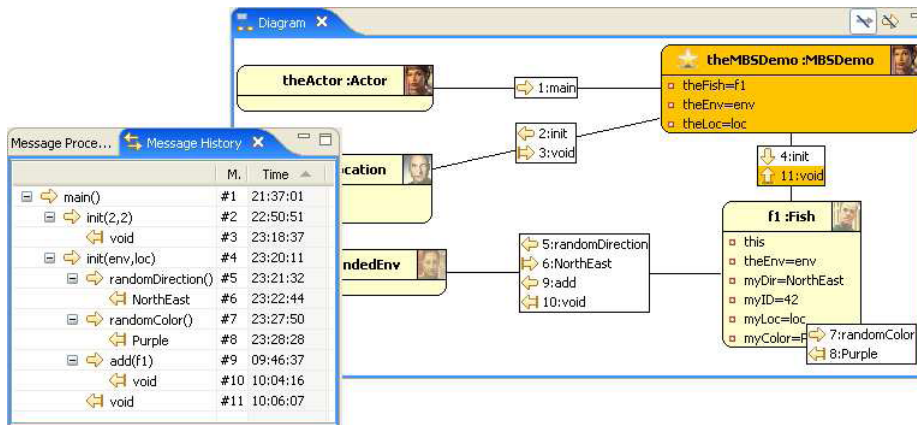 Diagram
theActor :Actor
1:main
theMBSDemo :MBSDemo
theFish=f1
theEnv=env
theLoc=loc
2:init
3:void
ocation
4:init
11:void
ndedEnv
5:randomDirection
6:NorthEast
9:add
10:void
f1 :Fish
this
theEnv=env
myDir=NorthEast
myID=42
myLoc=loc
myColor=P
7:randomColor
8:Purple
Message Proce... Message History
M. Time
main() #1 21:37:01
init(2,2) #2 22:50:51
void #3 23:18:37
init(env,loc) #4 23:20:11
randomDirection() #5 23:21:32
NorthEast #6 23:22:44
randomColor() #7 23:27:50
Purple #8 23:28:28
add(f1) #9 09:46:37
void #10 10:04:16
void #11 10:06:07